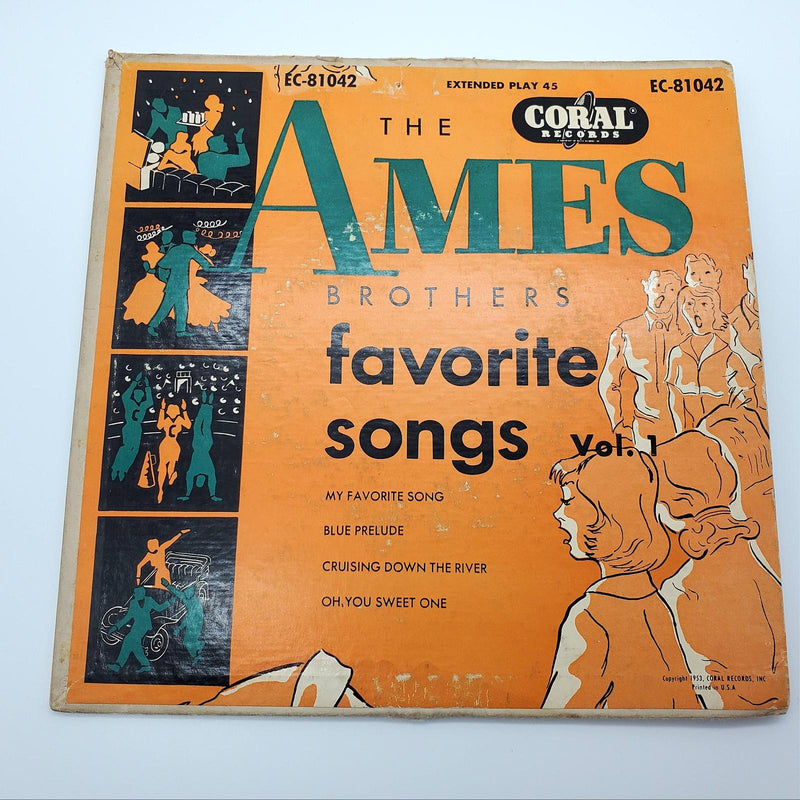 EC-81042 EXTENDED PLAY 45 EC-81042
CORAL®
RECORDS
THE
AMES
BROTHERS
favorite
songs Vol. 1
MY FAVORITE SONG
BLUE PRELUDE
CRUISING DOWN THE RIVER
OH, YOU SWEET ONE
Copyright 1953, CORAL RECORDS, INC
Printed in U.S.A